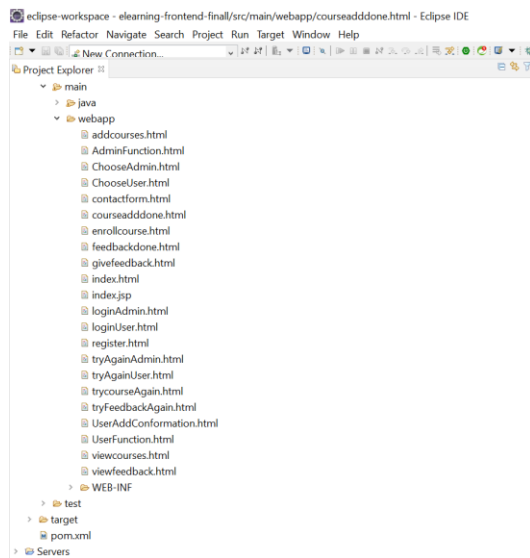 eclipse-workspace - elearning-frontend-finall/src/main/webapp/courseadddone.html - Eclipse IDE
File Edit Refactor Navigate Search Project Run Target Window Help
New Connection...
Project Explorer
main
java
webapp
addcourses.html
AdminFunction.html
ChooseAdmin.html
ChooseUser.html
contactform.html
courseadddone.html
enrollcourse.html
feedbackdone.html
givefeedback.html
index.html
index.jsp
loginAdmin.html
loginUser.html
register.html
tryAgainAdmin.html
tryAgainUser.html
trycourseAgain.html
tryFeedbackAgain.html
UserAddConformation.html
UserFunction.html
viewcourses.html
viewfeedback.html
WEB-INF
test
target
pom.xml
Servers